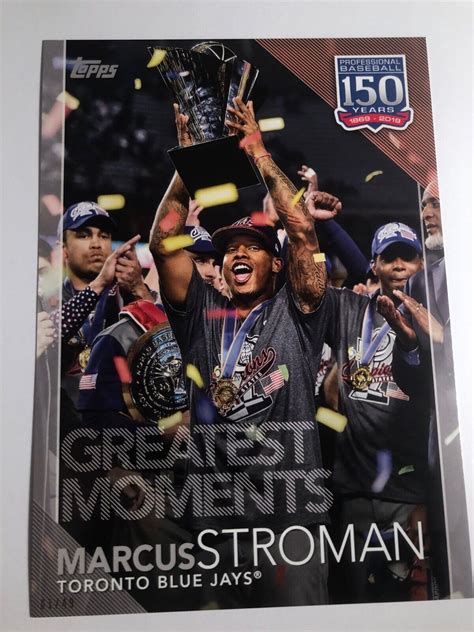 Topps
PROFESSIONAL
BASEBALL
150
YEARS
1869 - 2019
GREATEST
MOMENTS
MARCUS STROMAN
TORONTO BLUE JAYS®